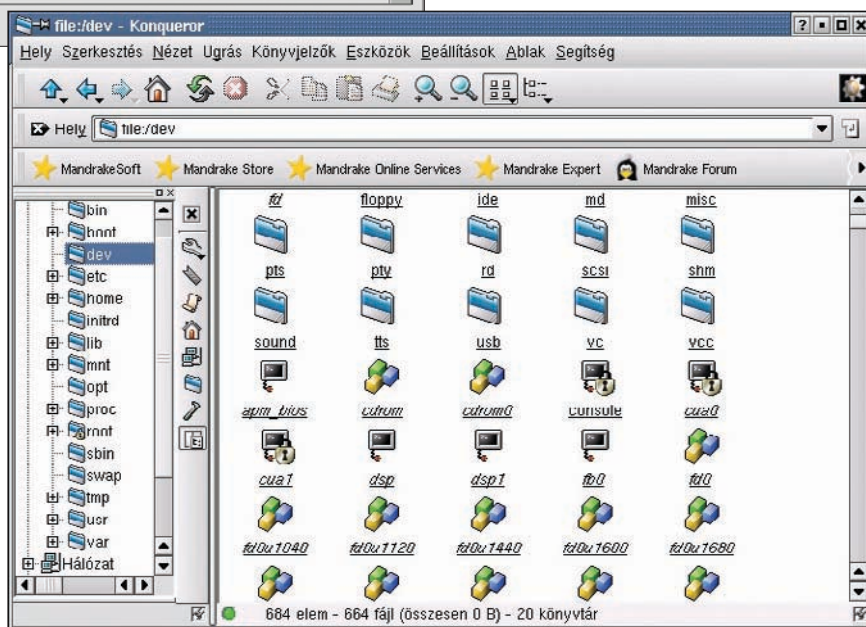 file:/dev - Konqueror
Hely Szerkesztés Nézet Ugrás Könyvjelzők Eszközök Beállítások Ablak Segítség
Hely file:/dev
MandrakeSoft Mandrake Store Mandrake Online Services Mandrake Expert Mandrake Forum
bin
boot
dev
etc
home
initrd
lib
mnt
opt
proc
root
sbin
swap
tmp
usr
var
Hálózat
fd floppy ide md misc
pts pty rd scsi shm
sound tts usb vc vcc
apm_bios cdrom cdrom0 console cua0
cua1 dsp dsp1 fb0 fd0
fd0u1040 fd0u1120 fd0u1440 fd0u1600 fd0u1680
684 elem - 664 fájl (összesen 0 B) - 20 könyvtár